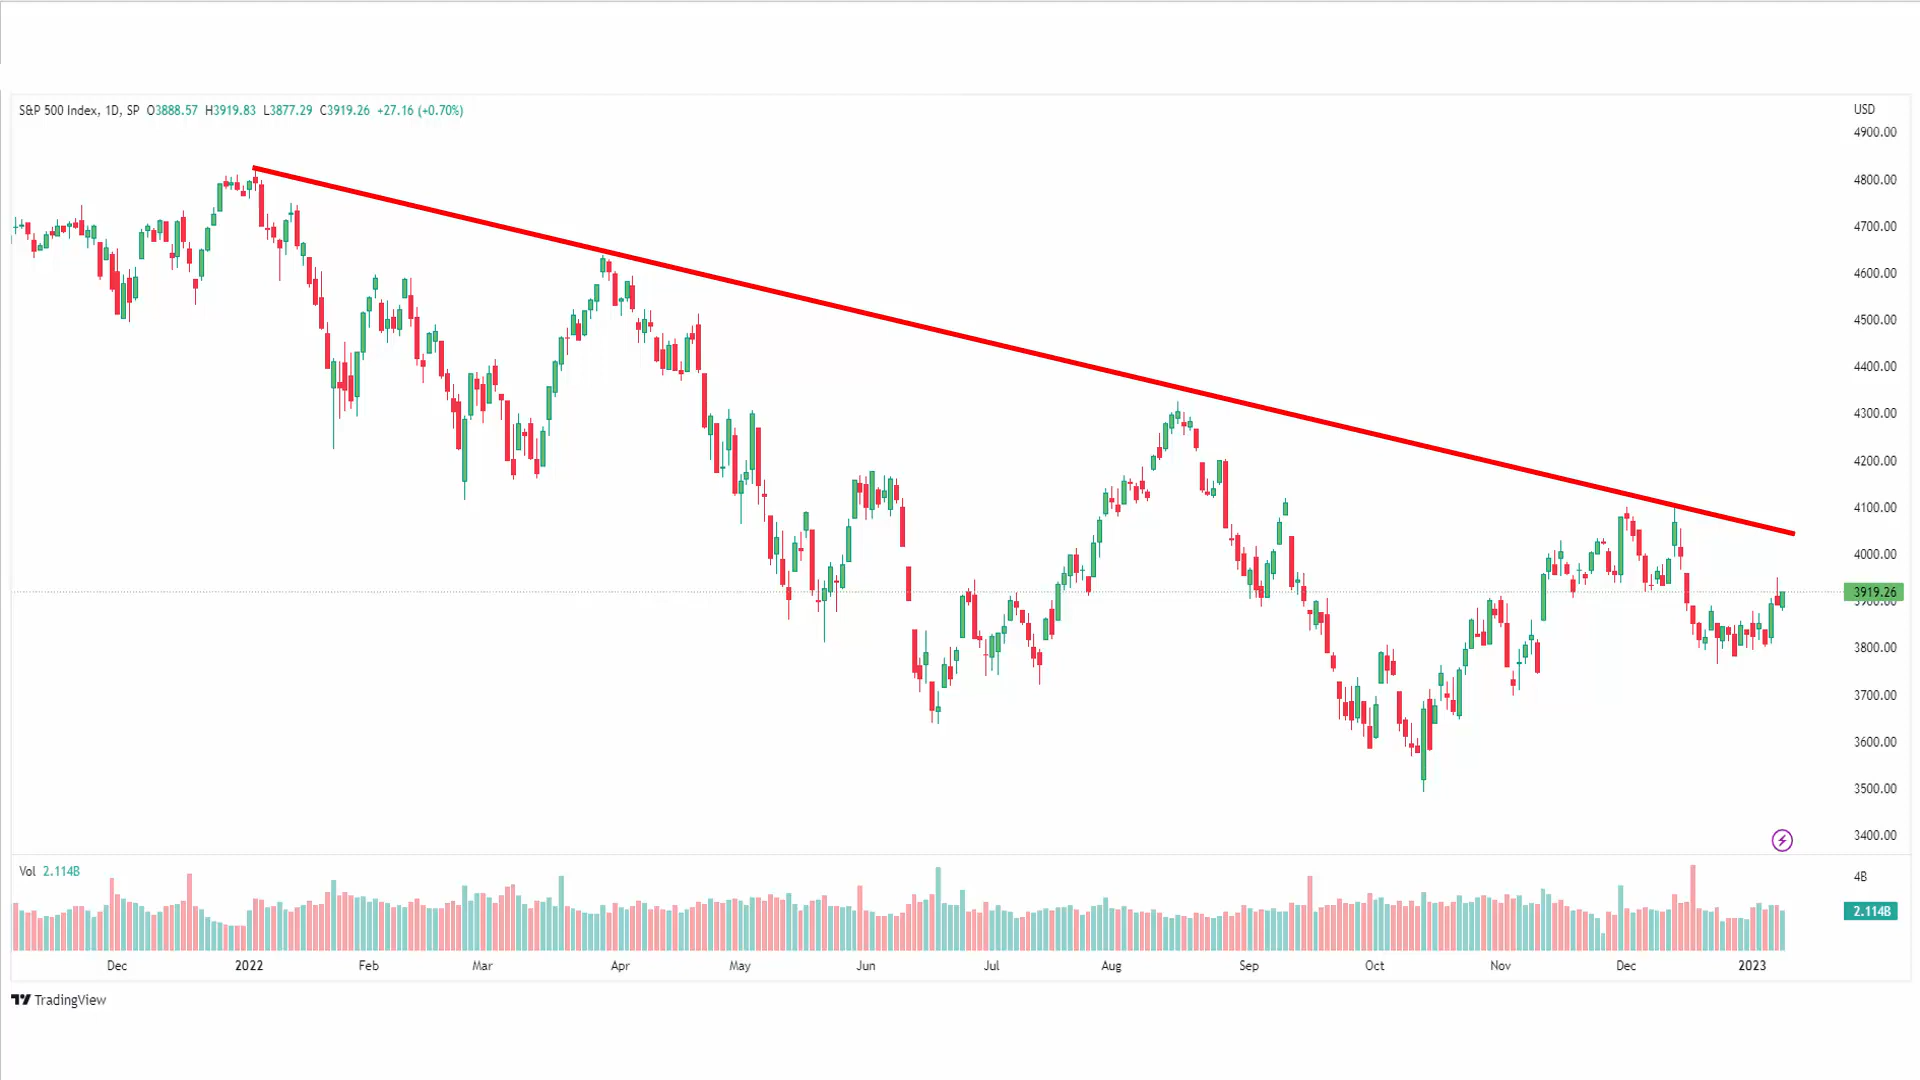 S&P 500 Index, 1D, SP O3888.57 H3919.83 L3877.29 C3919.26 +27.16 (+0.70%)
USD
4900.00
4800.00
4700.00
4600.00
4500.00
4400.00
4300.00
4200.00
4100.00
4000.00
3919.26
3900.00
3800.00
3700.00
3600.00
3500.00
3400.00
Vol 2.114B
4B
2.114B
Dec 2022 Feb Mar Apr May Jun Jul Aug Sep Oct Nov Dec 2023
TradingView